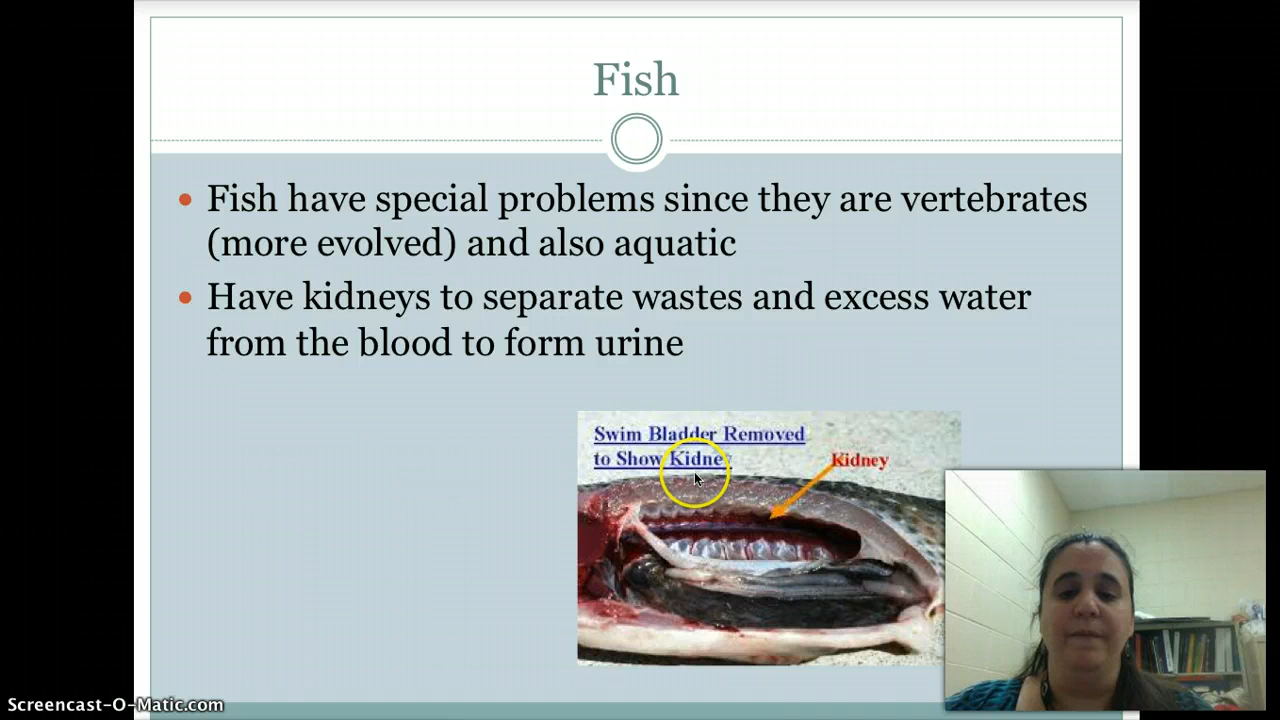 Fish
Fish have special problems since they are vertebrates
(more evolved) and also aquatic
Have kidneys to separate wastes and excess water
from the blood to form urine
Swim Bladder Removed
to Show Kidney
Kidney
Screencast-O-Matic.com